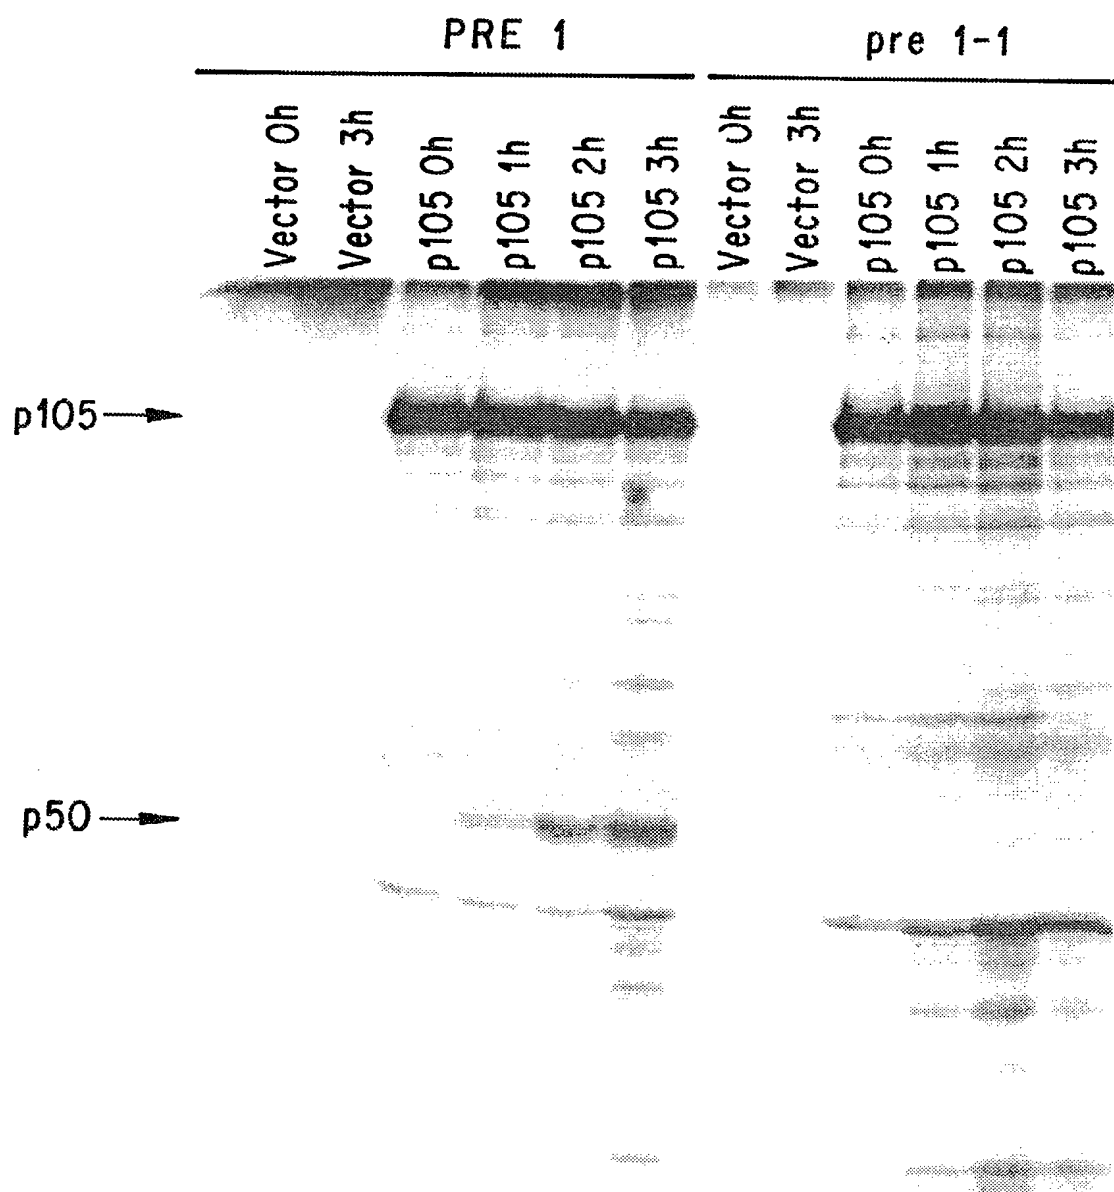 PRE 1
pre 1-1
Vector 0h
Vector 3h
p105 0h
p105 1h
p105 2h
p105 3h
Vector 0h
Vector 3h
p105 0h
p105 1h
p105 2h
p105 3h
p105
p50